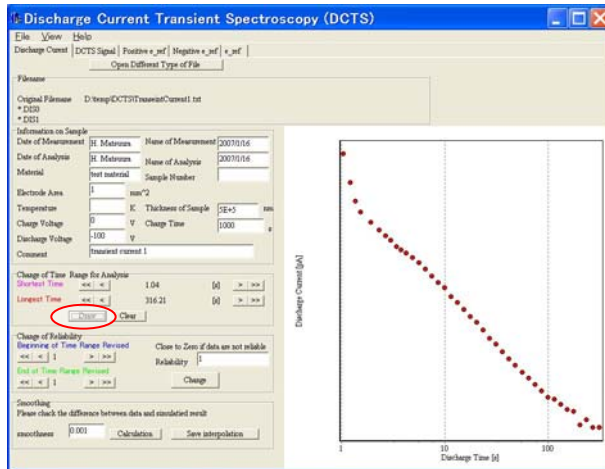 Discharge Current Transient Spectroscopy (DCTS)
File View Help
Discharge Curent DCTS Signal Positive e_ref Negative e_ref e_ref
Open Different Type of File
Filename
Original Filename D:\temp\DCTS\TranseintCurrent1.txt
* DIS0
* DIS1
Information on Sample
Date of Measurement H. Matsuura Name of Measurement 2007/1/16
Date of Analysis H. Matsuura Name of Analysis 2007/1/16
Material test material Sample Number
Electrode Area 1 mm^2
Temperature K Thickness of Sample 5E+5 nm
Charge Voltage 0 V Charge Time 1000 s
Discharge Voltage -100 V
Comment transient current 1
Change of Time Range for Analysis
Shortest Time << < 1.04 [s] > >>
Longest Time << < 316.21 [s] > >>
Draw Clear
Change of Reliability
Beginning of Time Range Revised Close to Zero if data are not reliable
<< < 1 > >> Reliability 1
End of Time Range Revised
<< < 1 > >> Change
Smoothing
Please chack the difference between data and simulatied result
smoothness 0.001 Calculation Save interpolation
Discharge Current [pA]
1 10 100
Discharge Time [s]